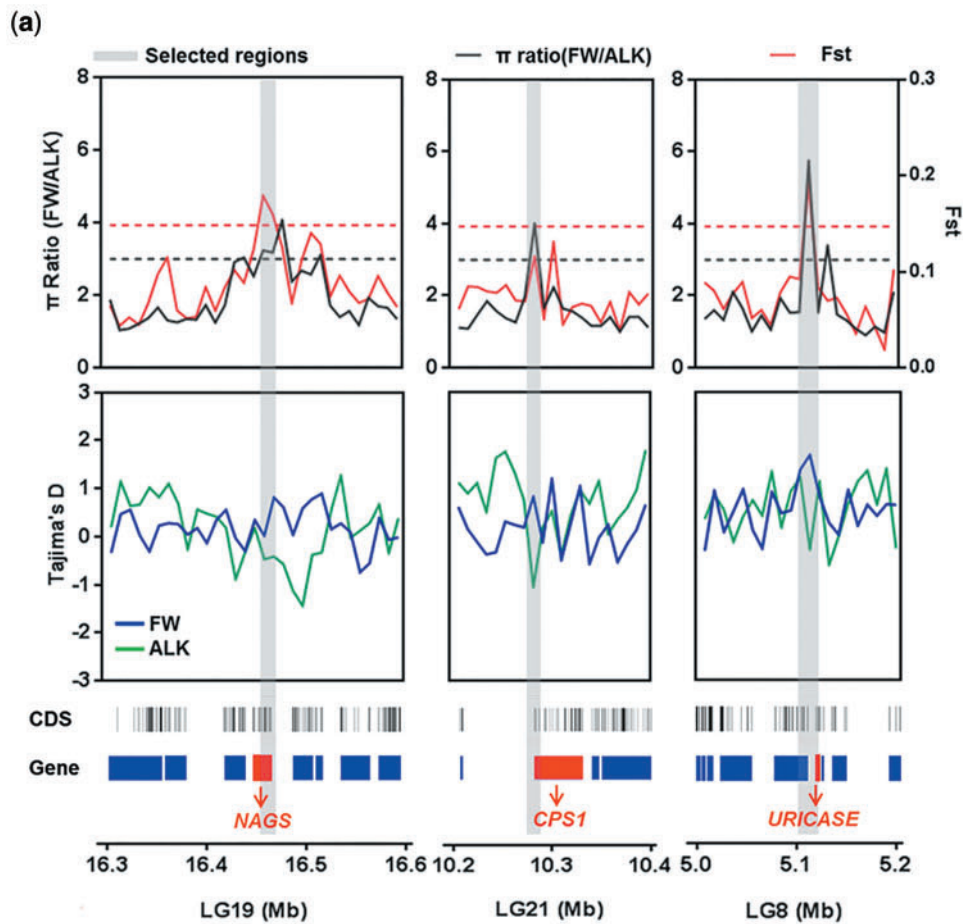 (a)
Selected regions
π ratio(FW/ALK)
Fst
8
6
4
2
0
π Ratio (FW/ALK)
8
6
4
2
0
8
6
4
2
0
0.3
0.2
0.1
0.0
Fst
3
2
1
0
-1
-2
-3
Tajima's D
FW
ALK
CDS
Gene
NAGS
CPS1
URICASE
16.3 16.4 16.5 16.6
10.2 10.3 10.4
5.0 5.1 5.2
LG19 (Mb)
LG21 (Mb)
LG8 (Mb)